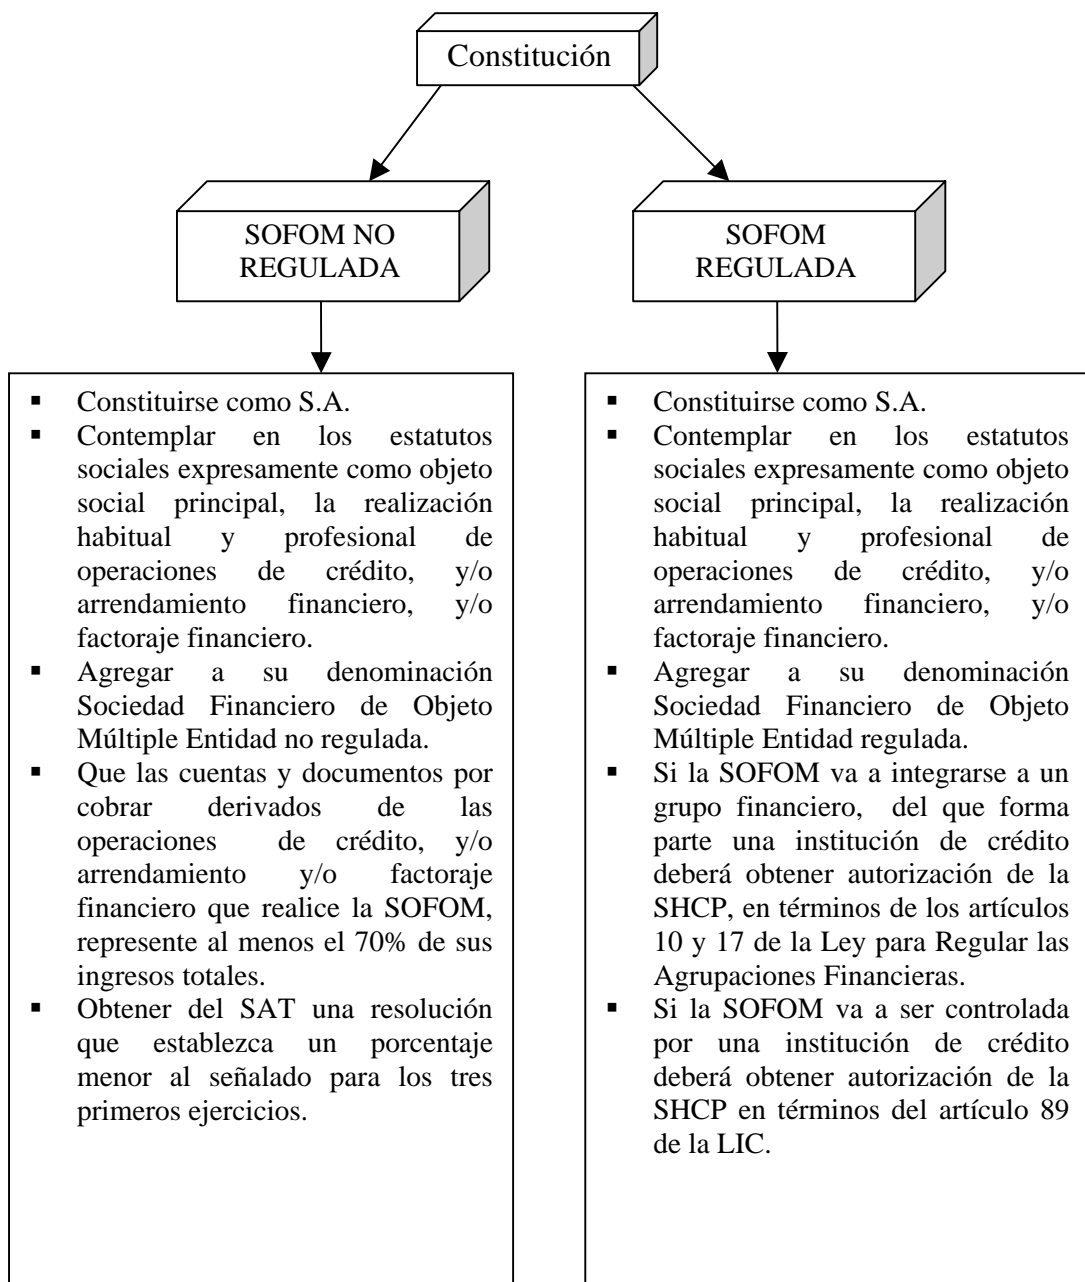 Constitución
SOFOM NO
REGULADA
SOFOM
REGULADA
▪ Constituirse como S.A.
▪ Contemplar en los estatutos
sociales expresamente como objeto
social principal, la realización
habitual y profesional de
operaciones de crédito, y/o
arrendamiento financiero, y/o
factoraje financiero.
▪ Agregar a su denominación
Sociedad Financiero de Objeto
Múltiple Entidad no regulada.
▪ Que las cuentas y documentos por
cobrar derivados de las
operaciones de crédito, y/o
arrendamiento y/o factoraje
financiero que realice la SOFOM,
represente al menos el 70% de sus
ingresos totales.
▪ Obtener del SAT una resolución
que establezca un porcentaje
menor al señalado para los tres
primeros ejercicios.
▪ Constituirse como S.A.
▪ Contemplar en los estatutos
sociales expresamente como objeto
social principal, la realización
habitual y profesional de
operaciones de crédito, y/o
arrendamiento financiero, y/o
factoraje financiero.
▪ Agregar a su denominación
Sociedad Financiero de Objeto
Múltiple Entidad regulada.
▪ Si la SOFOM va a integrarse a un
grupo financiero, del que forma
parte una institución de crédito
deberá obtener autorización de la
SHCP, en términos de los artículos
10 y 17 de la Ley para Regular las
Agrupaciones Financieras.
▪ Si la SOFOM va a ser controlada
por una institución de crédito
deberá obtener autorización de la
SHCP en términos del artículo 89
de la LIC.